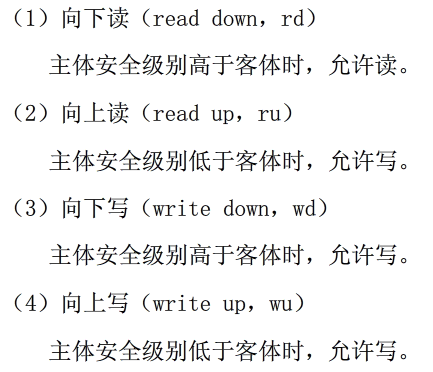 （1）向下读（read down，rd）
主体安全级别高于客体时，允许读。
（2）向上读（read up，ru）
主体安全级别低于客体时，允许写。
（3）向下写（write down，wd）
主体安全级别高于客体时，允许写。
（4）向上写（write up，wu）
主体安全级别低于客体时，允许写。